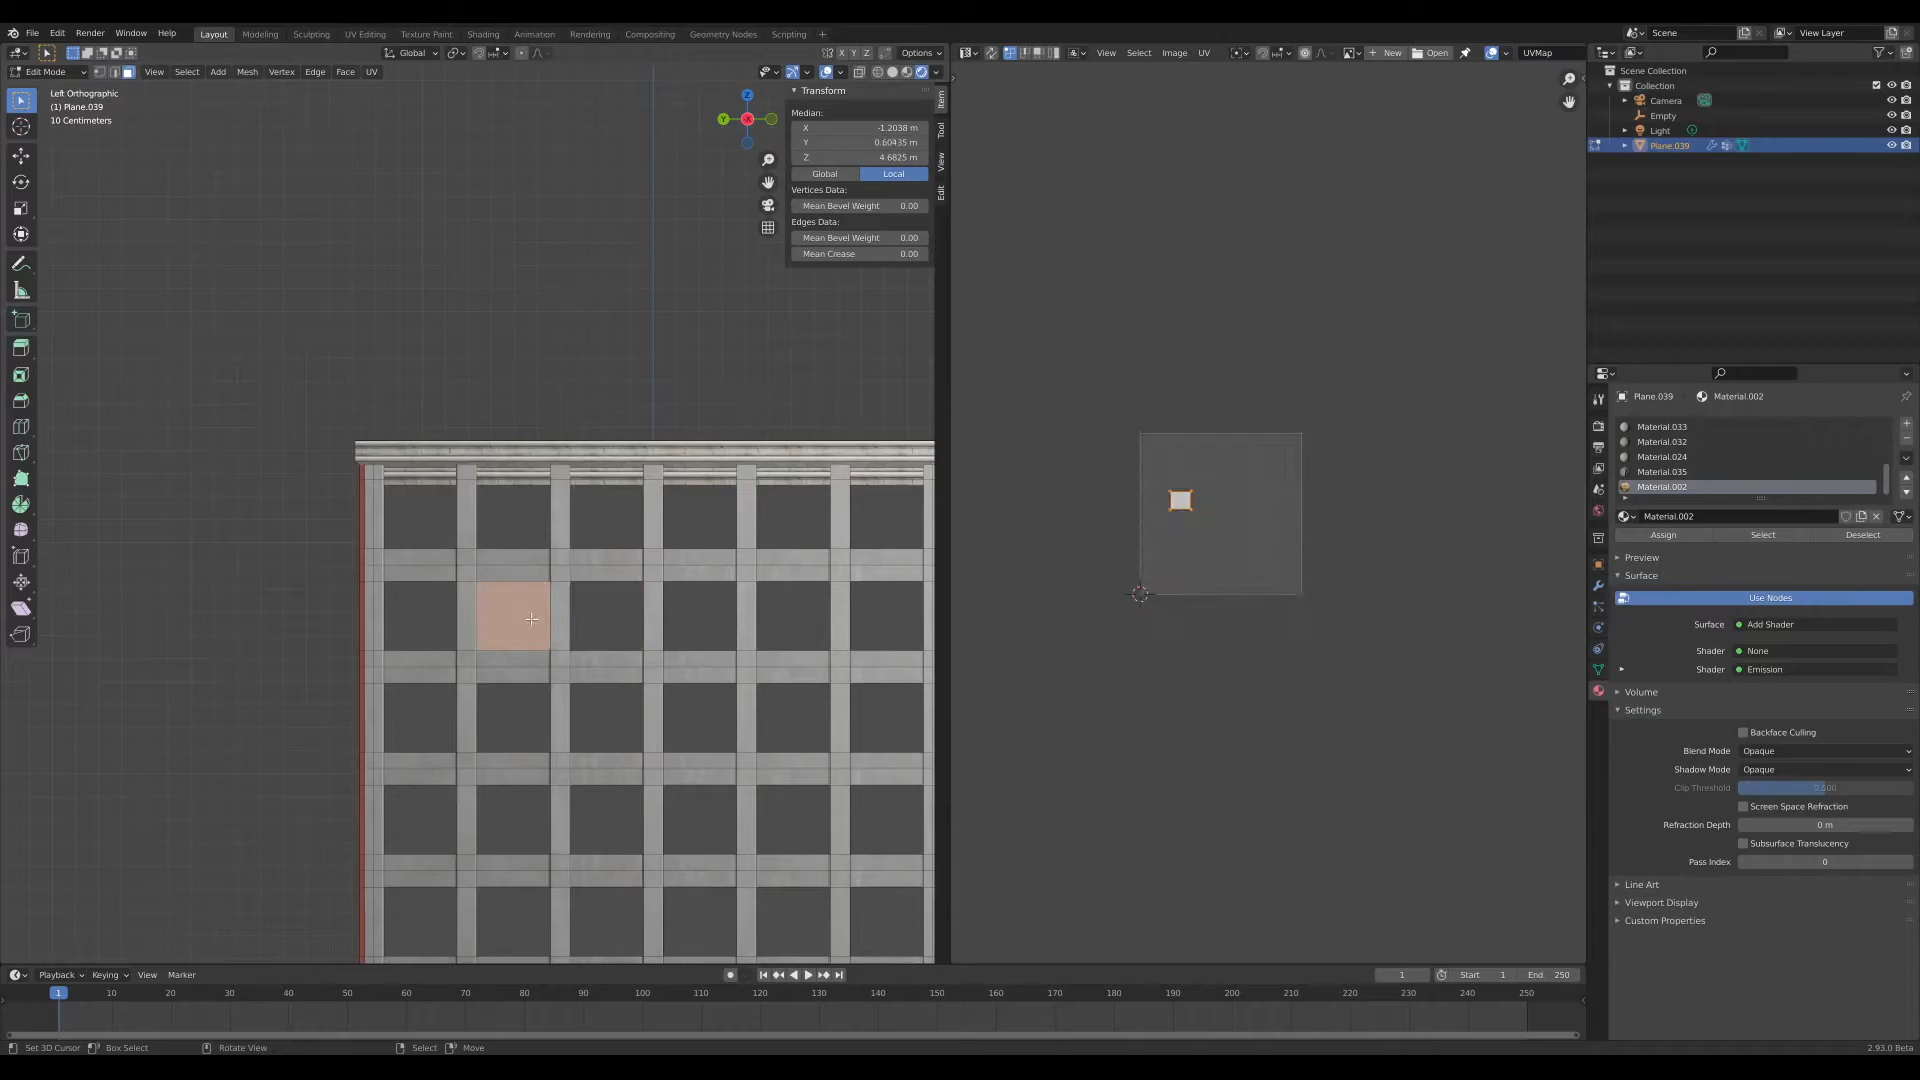 File Edit Render Window Help
Layout Modeling Sculpting UV Editing Texture Paint Shading Animation Rendering Compositing Geometry Nodes Scripting +
Scene
View Layer
Global
X Y Z Options
View Select Image UV
+ New Open
UVMap
Edit Mode View Select Add Mesh Vertex Edge Face UV
Left Orthographic
(1) Plane.039
10 Centimeters
Z
Y
X
Transform
Median:
X -1.2038 m
Y 0.60435 m
Z 4.6825 m
Global Local
Vertices Data:
Mean Bevel Weight 0.00
Edges Data:
Mean Bevel Weight 0.00
Mean Crease 0.00
Item
Tool
View
Edit
Scene Collection
Collection
Camera
Empty
Light
Plane.039
Plane.039 Material.002
Material.033
Material.032
Material.024
Material.035
Material.002
Material.002
Assign Select Deselect
Preview
Surface
Use Nodes
Surface Add Shader
Shader None
Shader Emission
Volume
Settings
Backface Culling
Blend Mode Opaque
Shadow Mode Opaque
Clip Threshold 0.500
Screen Space Refraction
Refraction Depth 0 m
Subsurface Translucency
Pass Index 0
Line Art
Viewport Display
Custom Properties
Playback Keying View Marker
1 Start 1 End 250
1 10 20 30 40 50 60 70 80 90 100 110 120 130 140 150 160 170 180 190 200 210 220 230 240 250
Set 3D Cursor Box Select Rotate View Select Move
2.93.0 Beta